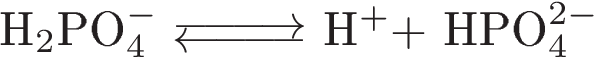 H₂PO₄⁻ ⇌ H⁺ + HPO₄²⁻